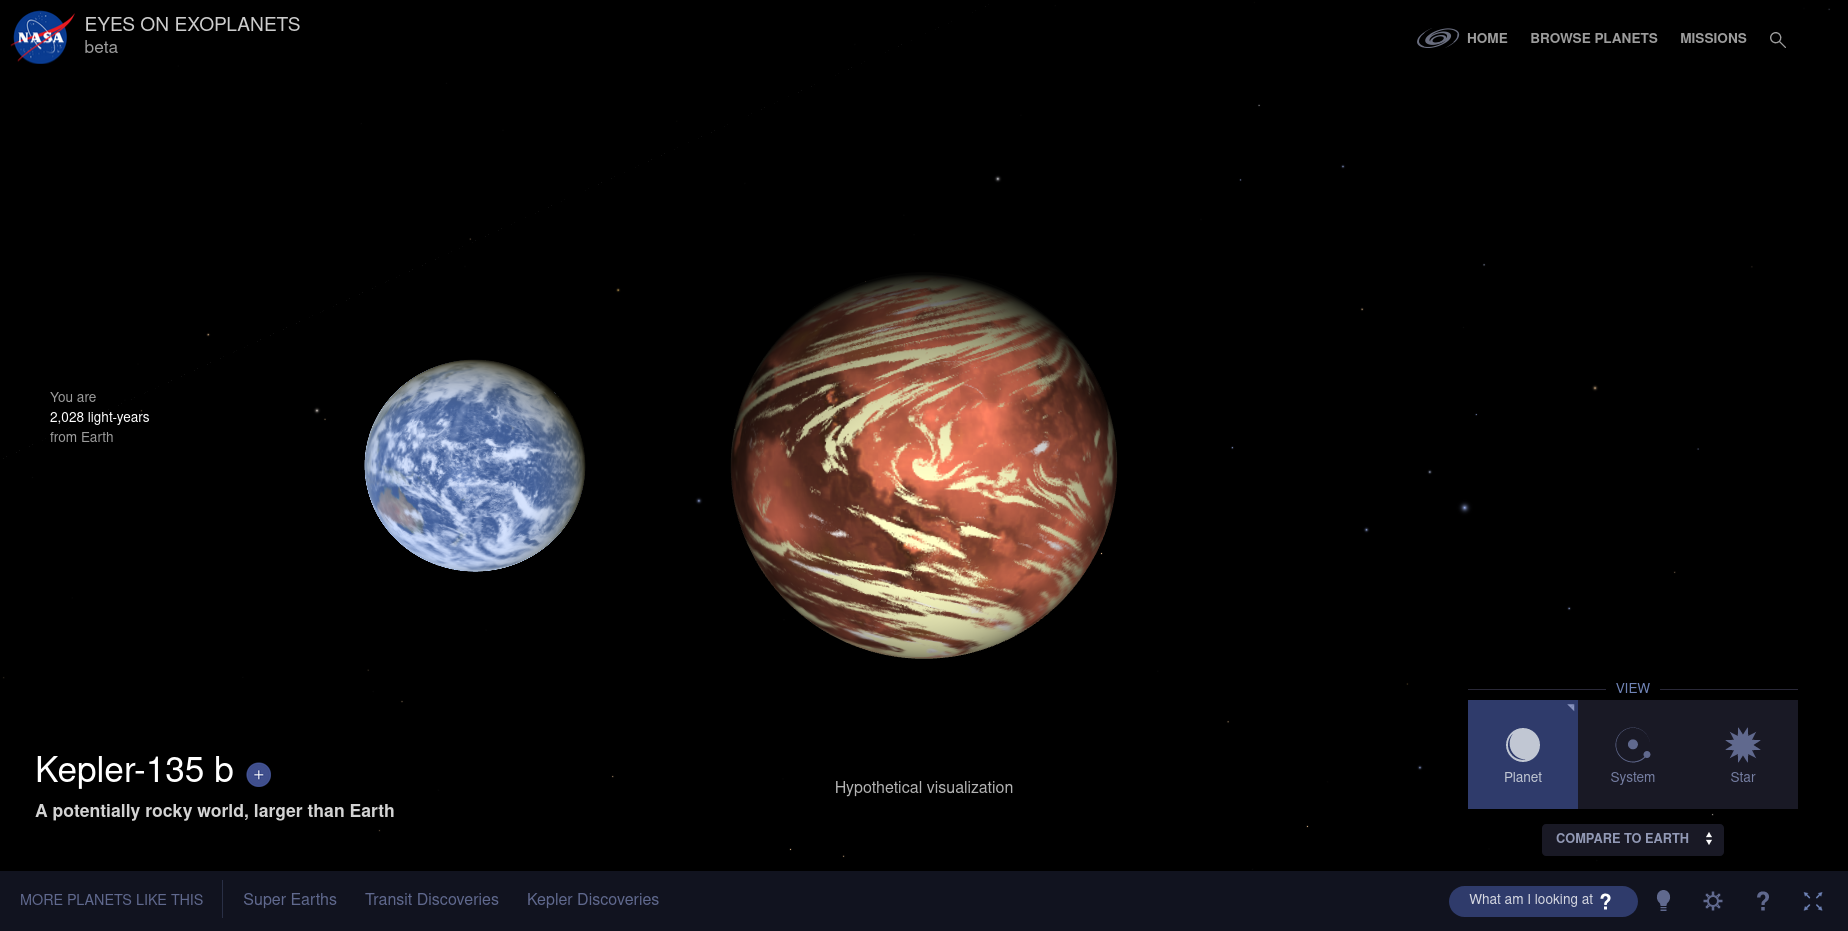 NASA
EYES ON EXOPLANETS
beta
HOME
BROWSE PLANETS
MISSIONS
You are
2,028 light-years
from Earth
Kepler-135 b +
A potentially rocky world, larger than Earth
Hypothetical visualization
VIEW
Planet
System
Star
COMPARE TO EARTH
MORE PLANETS LIKE THIS
Super Earths
Transit Discoveries
Kepler Discoveries
What am I looking at ?
?